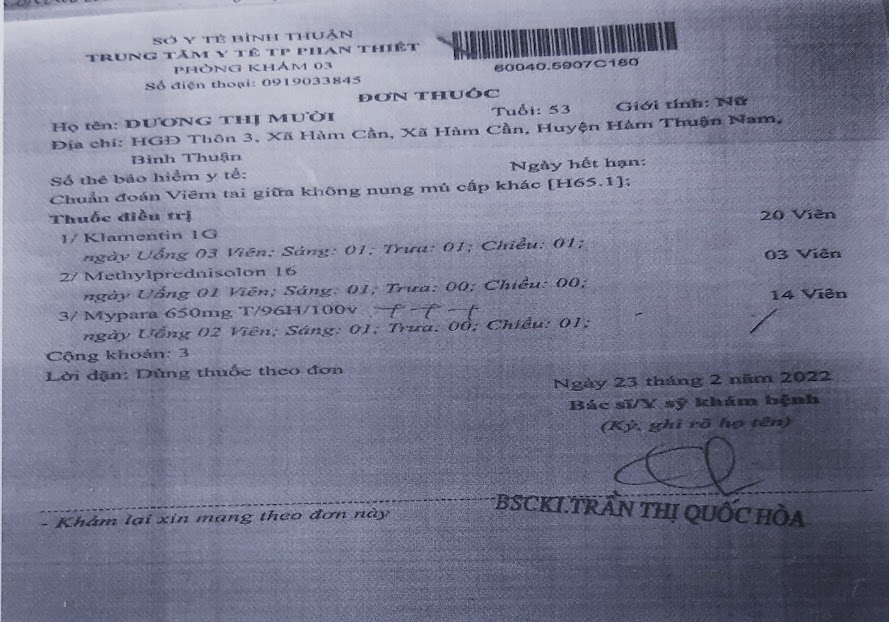 SỞ Y TẾ BÌNH THUẬN
TRUNG TÂM Y TẾ TP PHAN THIẾT
PHÒNG KHÁM 03
Số điện thoại: 0919033845
60040.5907C180
ĐƠN THUỐC
Họ tên: DƯƠNG THỊ MƯỜI Tuổi: 53 Giới tính: Nữ
Địa chỉ: HGĐ Thôn 3, Xã Hàm Cần, Xã Hàm Cần, Huyện Hàm Thuận Nam,
Bình Thuận
Số thẻ bảo hiểm y tế: Ngày hết hạn:
Chuẩn đoán Viêm tai giữa không nung mủ cấp khác [H65.1];
Thuốc điều trị
1/ Klamentin 1G 20 Viên
ngày Uống 03 Viên; Sáng: 01; Trưa: 01; Chiều: 01;
2/ Methylprednisolon 16 03 Viên
ngày Uống 01 Viên; Sáng: 01; Trưa: 00; Chiều: 00;
3/ Mypara 650mg T/96H/100v 14 Viên
ngày Uống 02 Viên; Sáng: 01; Trưa: 00; Chiều: 01;
Cộng khoản: 3
Lời dặn: Dùng thuốc theo đơn
Ngày 23 tháng 2 năm 2022
Bác sĩ/Y sỹ khám bệnh
(Ký, ghi rõ họ tên)
BSCKI.TRẦN THỊ QUỐC HÒA
- Khám lại xin mang theo đơn này